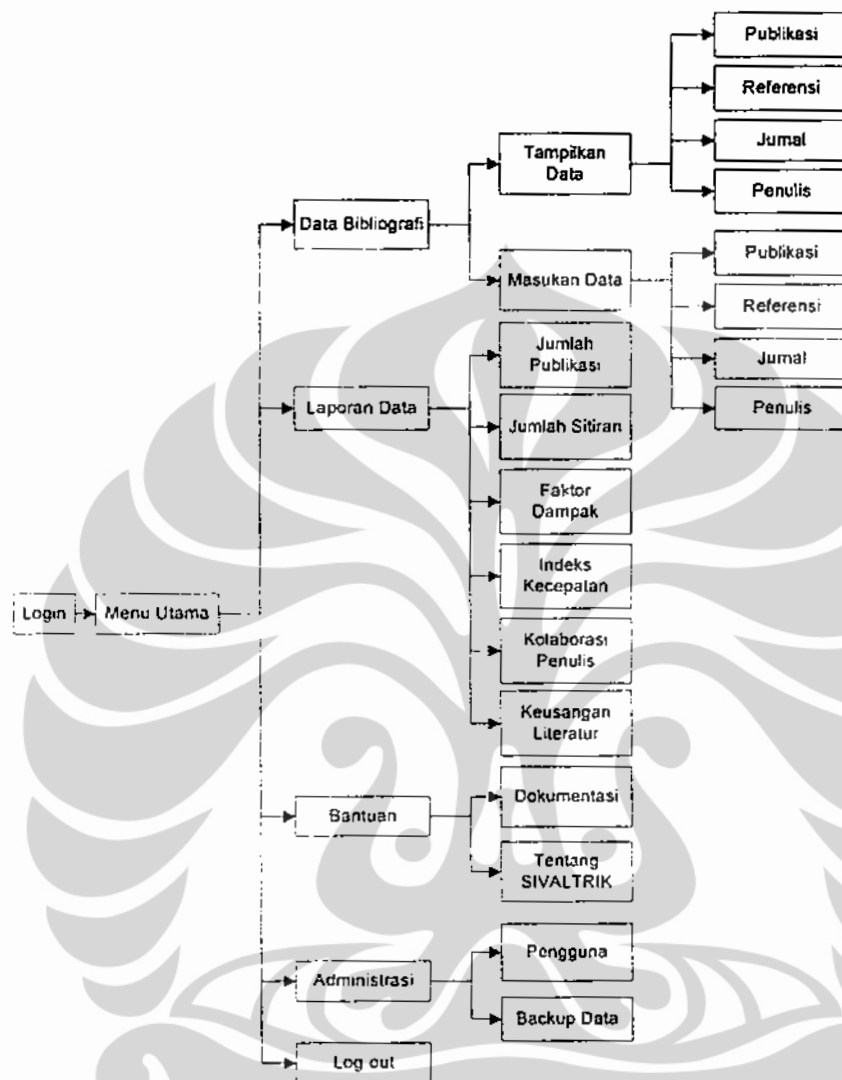 Publikasi
Referensi
Jurnal
Penulis
Tampilkan
Data
Data Bibliografi
Masukan Data
Publikasi
Referensi
Jurnal
Penulis
Laporan Data
Jumlah
Publikasi
Jumlah Sitiran
Faktor
Dampak
Indeks
Kecepatan
Kolaborasi
Penulis
Keusangan
Literatur
Login
Menu Utama
Bantuan
Dokumentasi
Tentang
SIVALTRIK
Administrasi
Pengguna
Backup Data
Log out